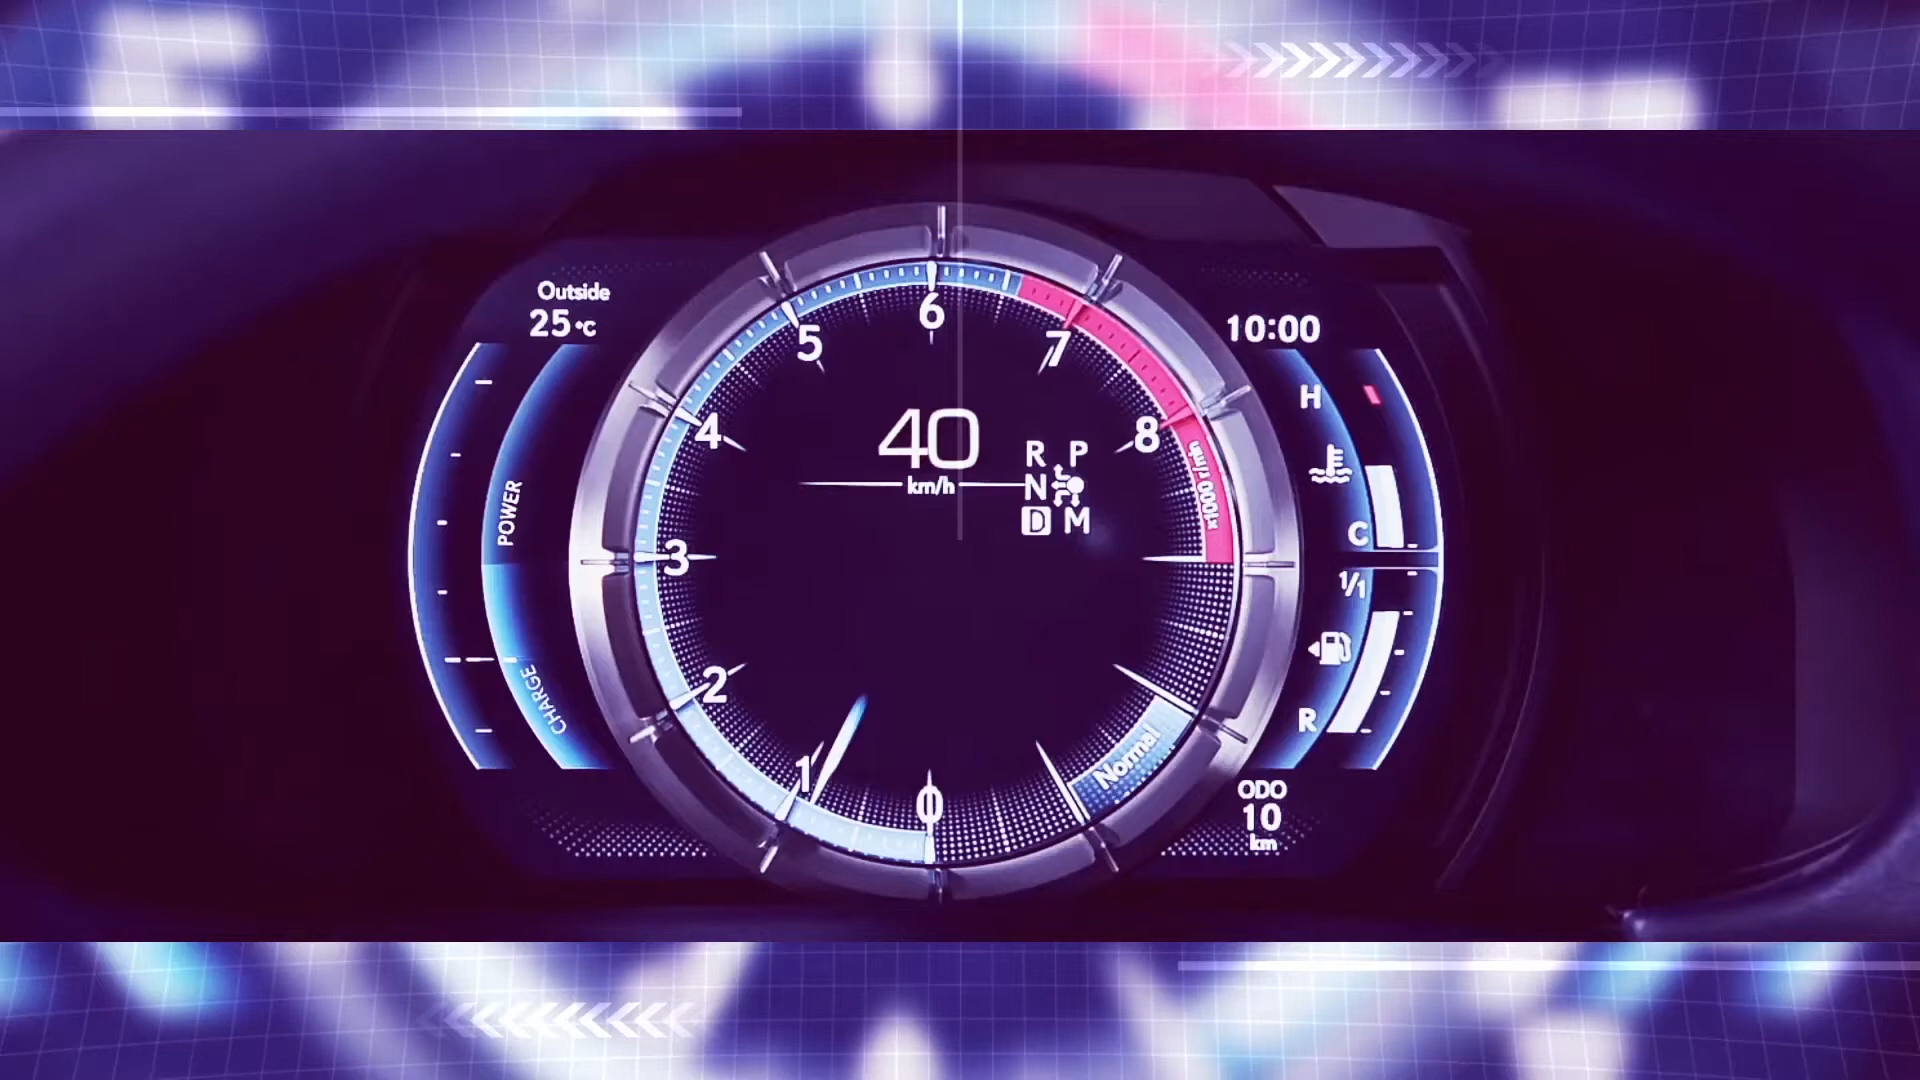 Outside
25°C
10:00
6
5
7
4
8
40
km/h
R P
N
D M
x1000 r/min
3
2
1
0
POWER
CHARGE
H
C
1/1
R
Normal
ODO
10
km